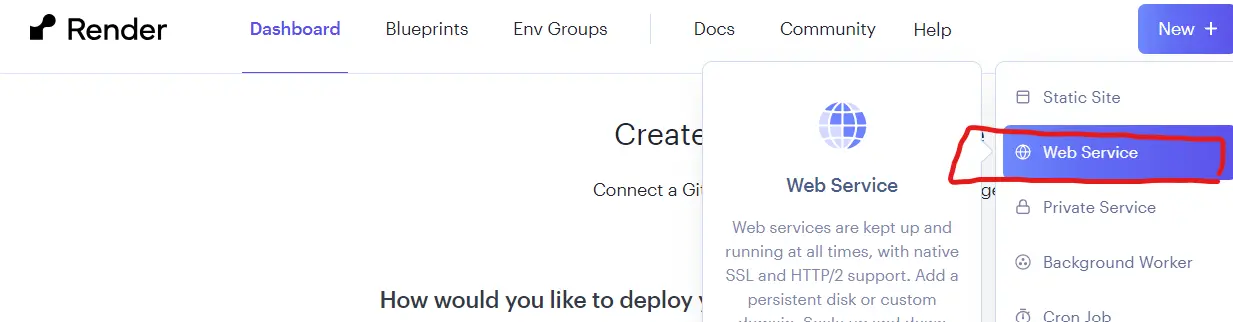 Render
Dashboard
Blueprints
Env Groups
Docs
Community
Help
New +
Create
Connect a Git
How would you like to deploy y
Web Service
Web services are kept up and
running at all times, with native
SSL and HTTP/2 support. Add a
persistent disk or custom
Static Site
Web Service
Private Service
Background Worker
Cron Job